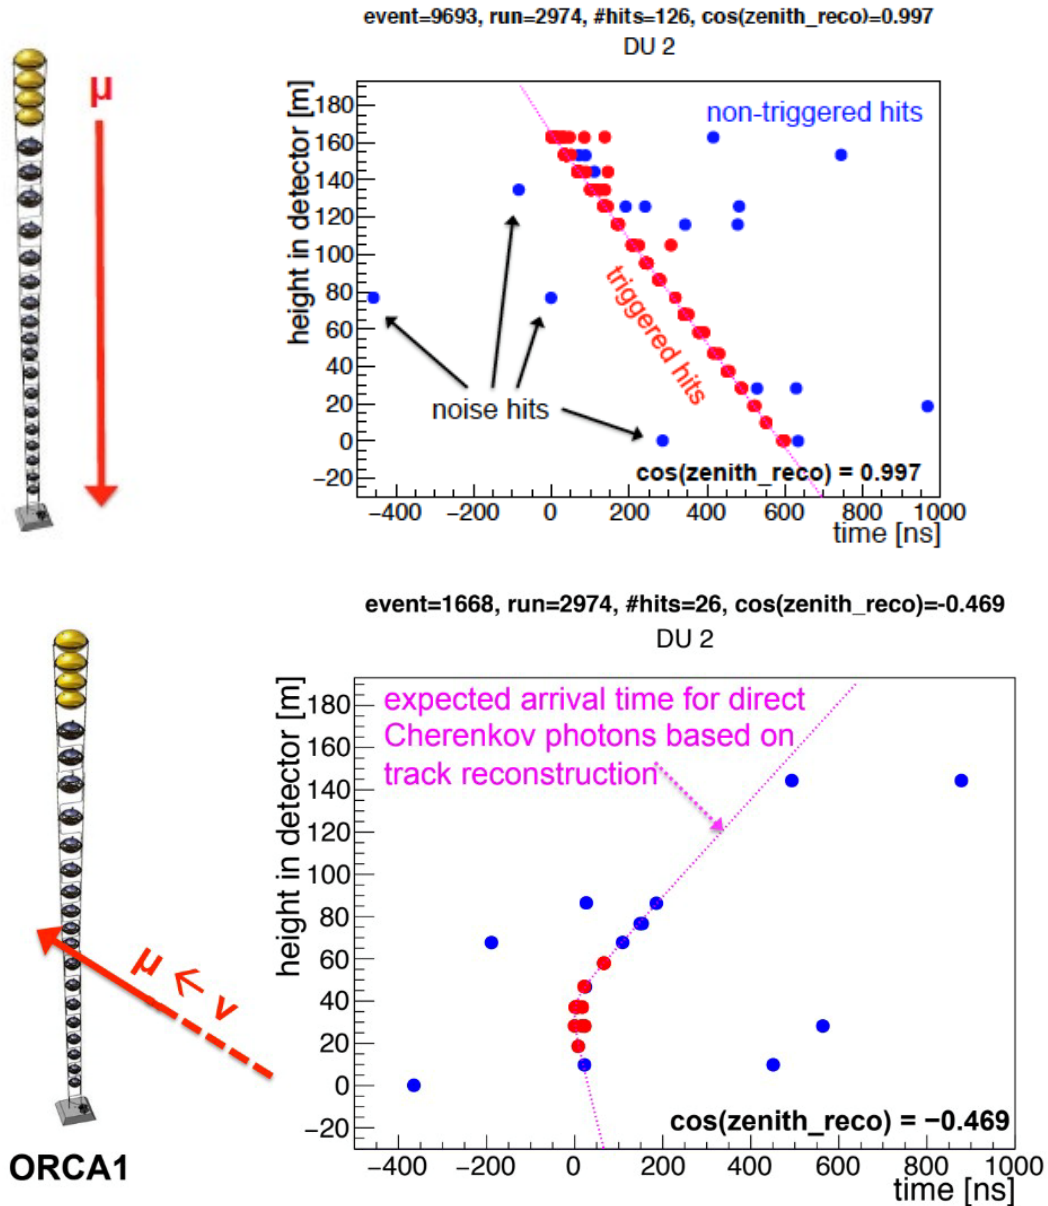 event=9693, run=2974, #hits=126, cos(zenith_reco)=0.997
DU 2
μ
height in detector [m]
180
160
140
120
100
80
60
40
20
0
−20
non-triggered hits
triggered hits
noise hits
cos(zenith_reco) = 0.997
−400 −200 0 200 400 600 800 1000
time [ns]
event=1668, run=2974, #hits=26, cos(zenith_reco)=-0.469
DU 2
height in detector [m]
180
160
140
120
100
80
60
40
20
0
−20
expected arrival time for direct
Cherenkov photons based on
track reconstruction
μ ← ν
cos(zenith_reco) = −0.469
−400 −200 0 200 400 600 800 1000
time [ns]
ORCA1